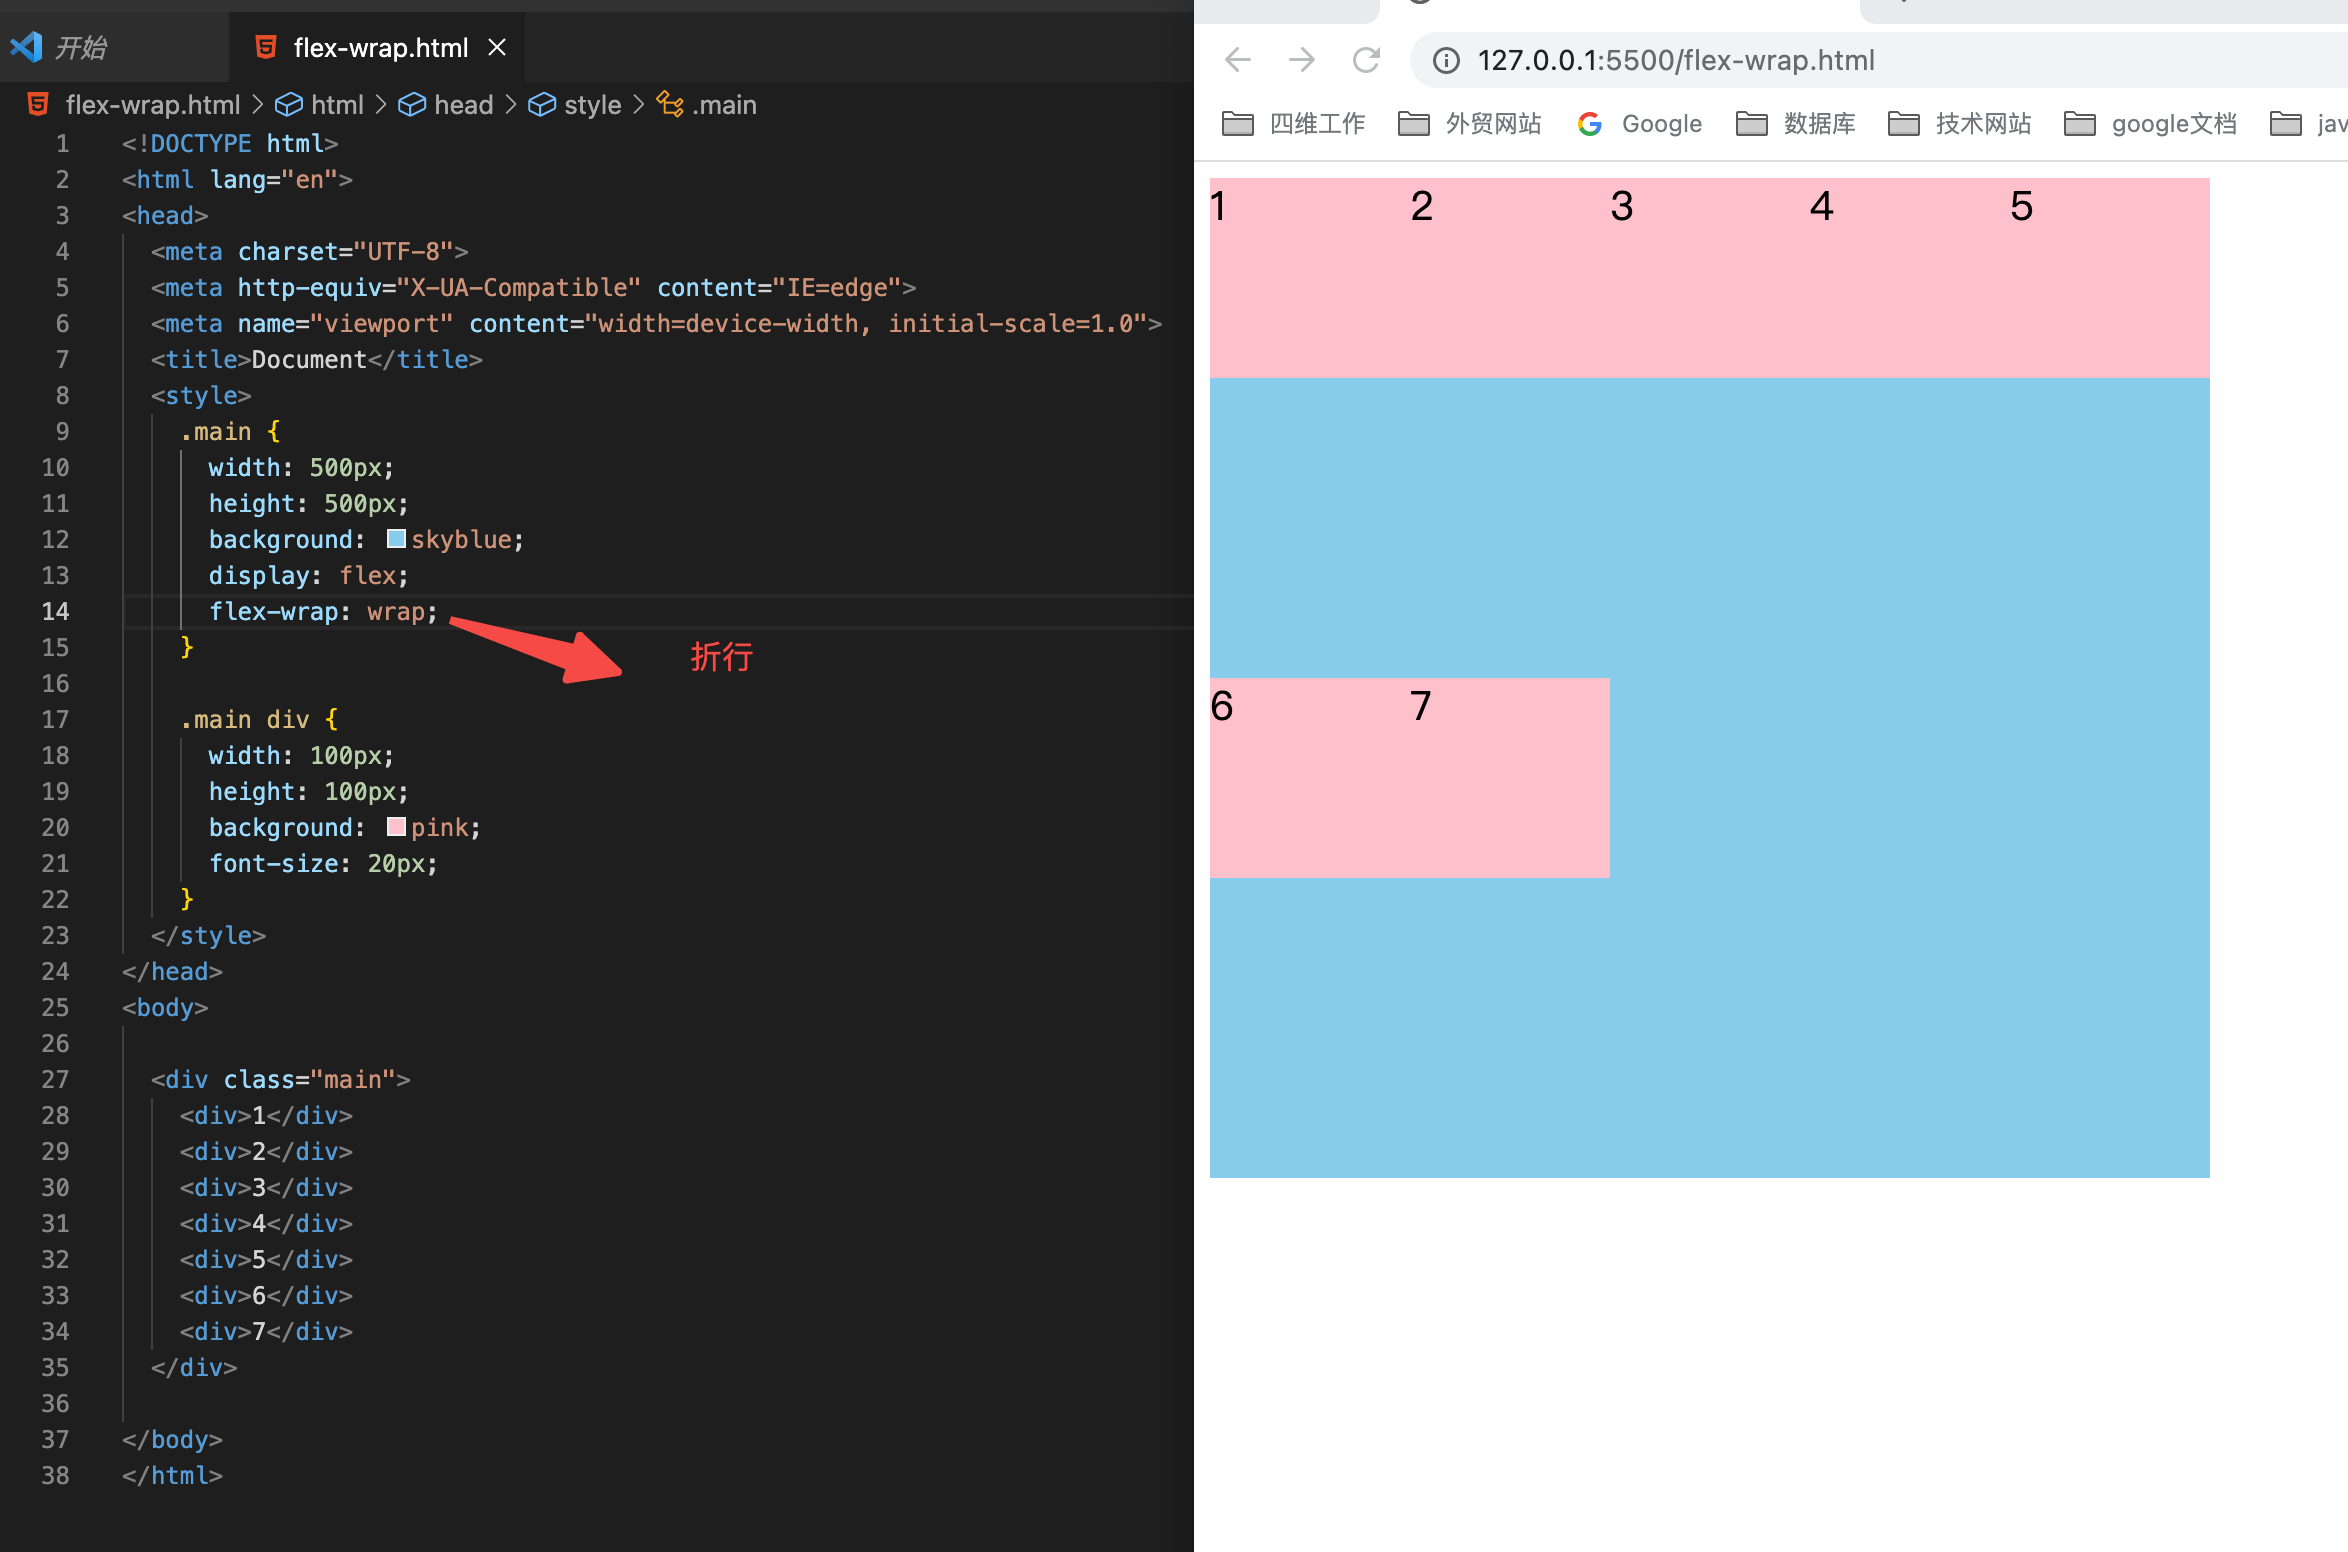 开始
flex-wrap.html
flex-wrap.html > html > head > style > .main
1 <!DOCTYPE html>
2 <html lang="en">
3 <head>
4 <meta charset="UTF-8">
5 <meta http-equiv="X-UA-Compatible" content="IE=edge">
6 <meta name="viewport" content="width=device-width, initial-scale=1.0">
7 <title>Document</title>
8 <style>
9 .main {
10 width: 500px;
11 height: 500px;
12 background: skyblue;
13 display: flex;
14 flex-wrap: wrap;
折行
15 }
16
17 .main div {
18 width: 100px;
19 height: 100px;
20 background: pink;
21 font-size: 20px;
22 }
23 </style>
24 </head>
25 <body>
26
27 <div class="main">
28 <div>1</div>
29 <div>2</div>
30 <div>3</div>
31 <div>4</div>
32 <div>5</div>
33 <div>6</div>
34 <div>7</div>
35 </div>
36
37 </body>
38 </html>
127.0.0.1:5500/flex-wrap.html
四维工作 外贸网站 Google 数据库 技术网站 google文档 jav
1 2 3 4 5
6 7